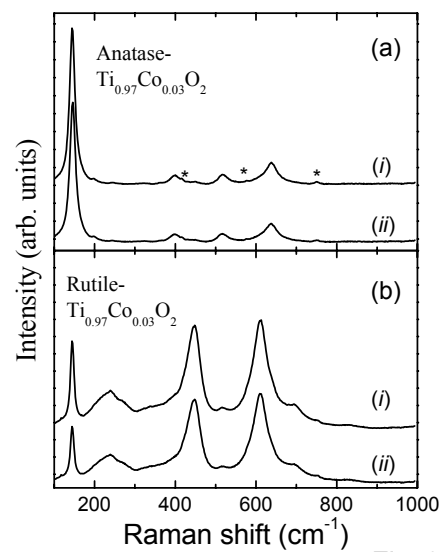 Anatase-
Ti0.97Co0.03O2
(a)
*
*
*
(i)
(ii)
Rutile-
Ti0.97Co0.03O2
(b)
(i)
(ii)
Intensity (arb. units)
200 400 600 800 1000
Raman shift (cm-1)